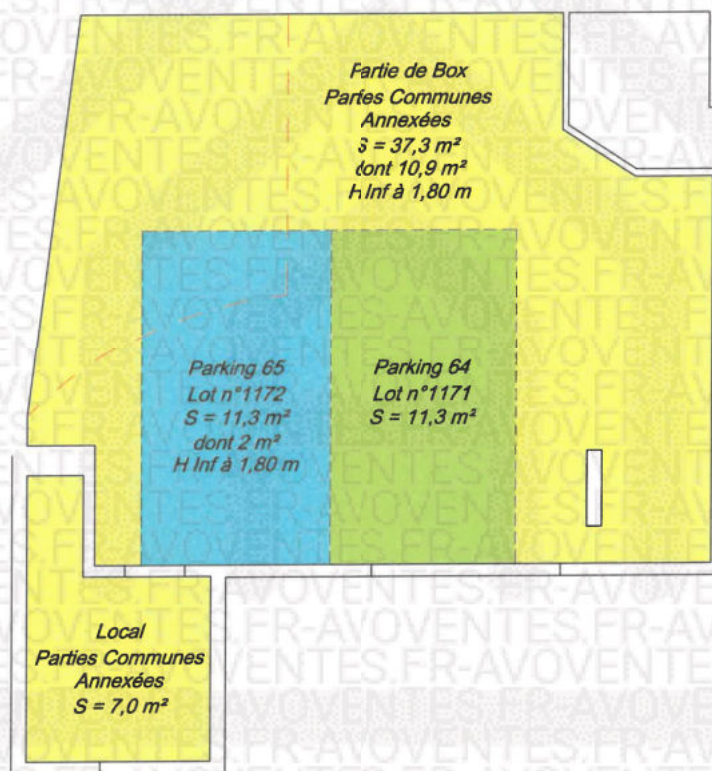 Partie de Box
Parties Communes
Annexées
S = 37,3 m²
dont 10,9 m²
H Inf à 1,80 m
Parking 65
Lot n°1172
S = 11,3 m²
dont 2 m²
H Inf à 1,80 m
Parking 64
Lot n°1171
S = 11,3 m²
Local
Parties Communes
Annexées
S = 7,0 m²
AVOVENTES.FR